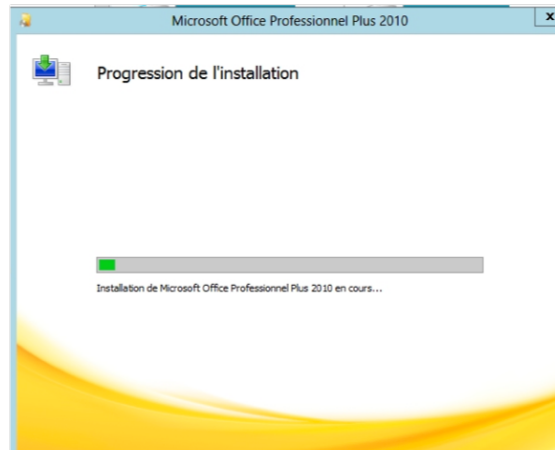 Microsoft Office Professionnel Plus 2010
x
Progression de l'installation
Installation de Microsoft Office Professionnel Plus 2010 en cours...